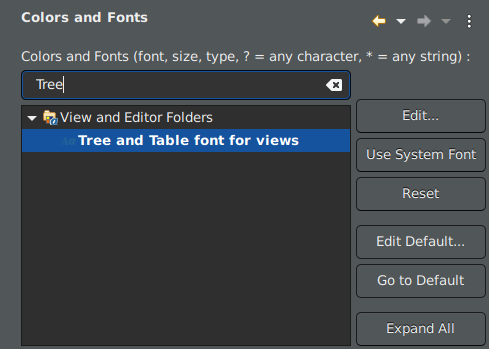 Colors and Fonts
Colors and Fonts (font, size, type, ? = any character, * = any string) :
Tree
View and Editor Folders
Tree and Table font for views
Edit...
Use System Font
Reset
Edit Default...
Go to Default
Expand All